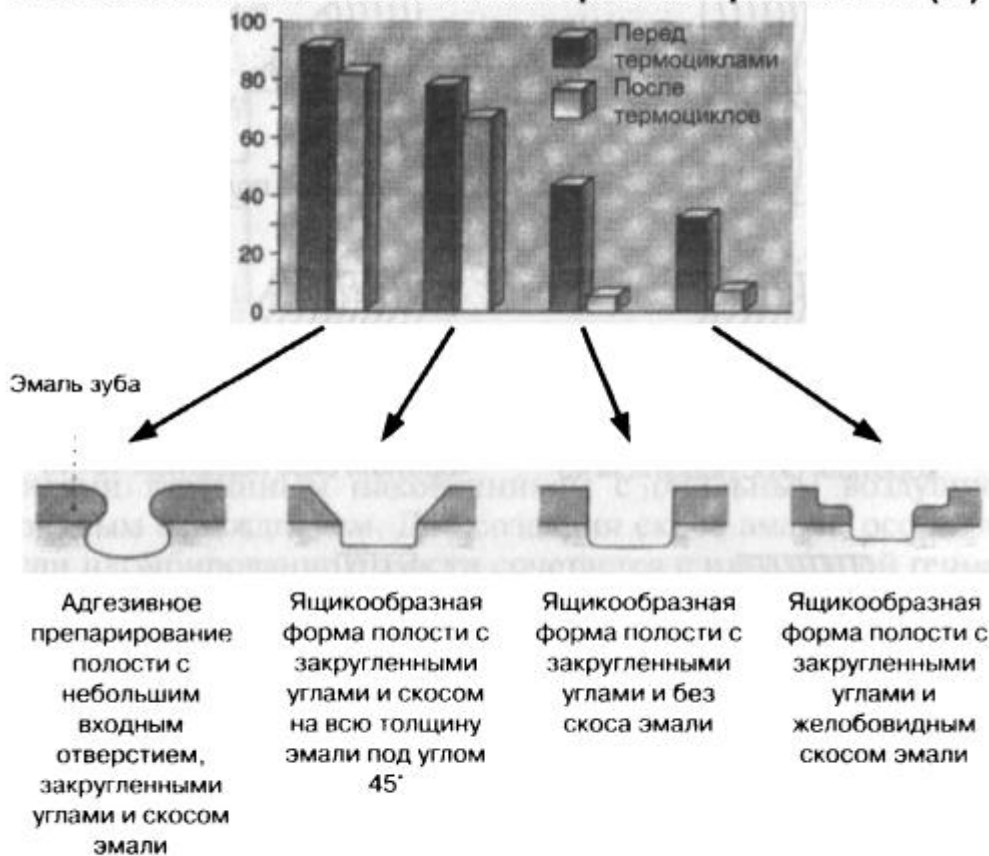 100
80
60
40
20
0
Перед
термоциклами
После
термоциклов
Эмаль зуба
Адгезивное
препарирование
полости с
небольшим
входным
отверстием,
закругленными
углами и скосом
эмали
Ящикообразная
форма полости с
закругленными
углами и скосом
на всю толщину
эмали под углом
45°
Ящикообразная
форма полости с
закругленными
углами и без
скоса эмали
Ящикообразная
форма полости с
закругленными
углами и
желобовидным
скосом эмали